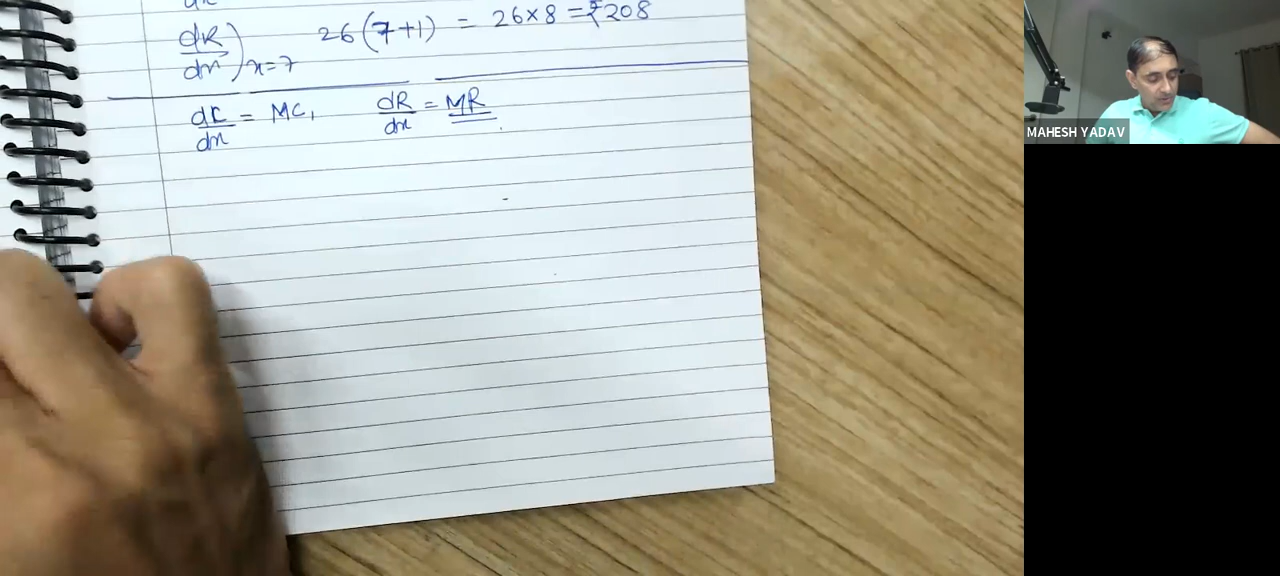 dR/dx)x=7 26(7+1) = 26×8 = ₹208
dC/dx = MC, dR/dx = MR
MAHESH YADAV